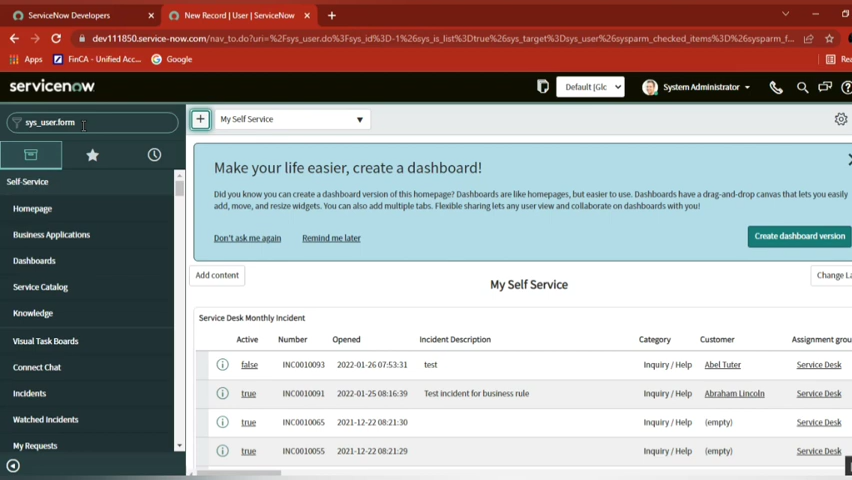 ServiceNow Developers
New Record | User | ServiceNow
dev111850.service-now.com/nav_to.do?uri=%2Fsys_user.do%3Fsys_id%3D-1%26sys_is_list%3Dtrue%26sys_target%3Dsys_user%26sysparm_checked_items%3D%26sysparm_f...
Apps
FinCA - Unified Acc...
Google
Rea
servicenow
Default [Glc
System Administrator
sys_user.form
My Self Service
Self-Service
Homepage
Business Applications
Dashboards
Service Catalog
Knowledge
Visual Task Boards
Connect Chat
Incidents
Watched Incidents
My Requests
Make your life easier, create a dashboard!
Did you know you can create a dashboard version of this homepage? Dashboards are like homepages, but easier to use. Dashboards have a drag-and-drop canvas that lets you easily
add, move, and resize widgets. You can also add multiple tabs. Flexible sharing lets any user view and collaborate on dashboards with you!
Don't ask me again
Remind me later
Create dashboard version
Add content
My Self Service
Change La
Service Desk Monthly Incident
Active Number Opened Incident Description Category Customer Assignment grou
false INC0010093 2022-01-26 07:53:31 test Inquiry / Help Abel Tuter Service Desk
true INC0010091 2022-01-25 08:16:39 Test incident for business rule Inquiry / Help Abraham Lincoln Service Desk
true INC0010065 2021-12-22 08:21:30 Inquiry / Help (empty) Service Desk
true INC0010055 2021-12-22 08:21:29 Inquiry / Help (empty) Service Desk